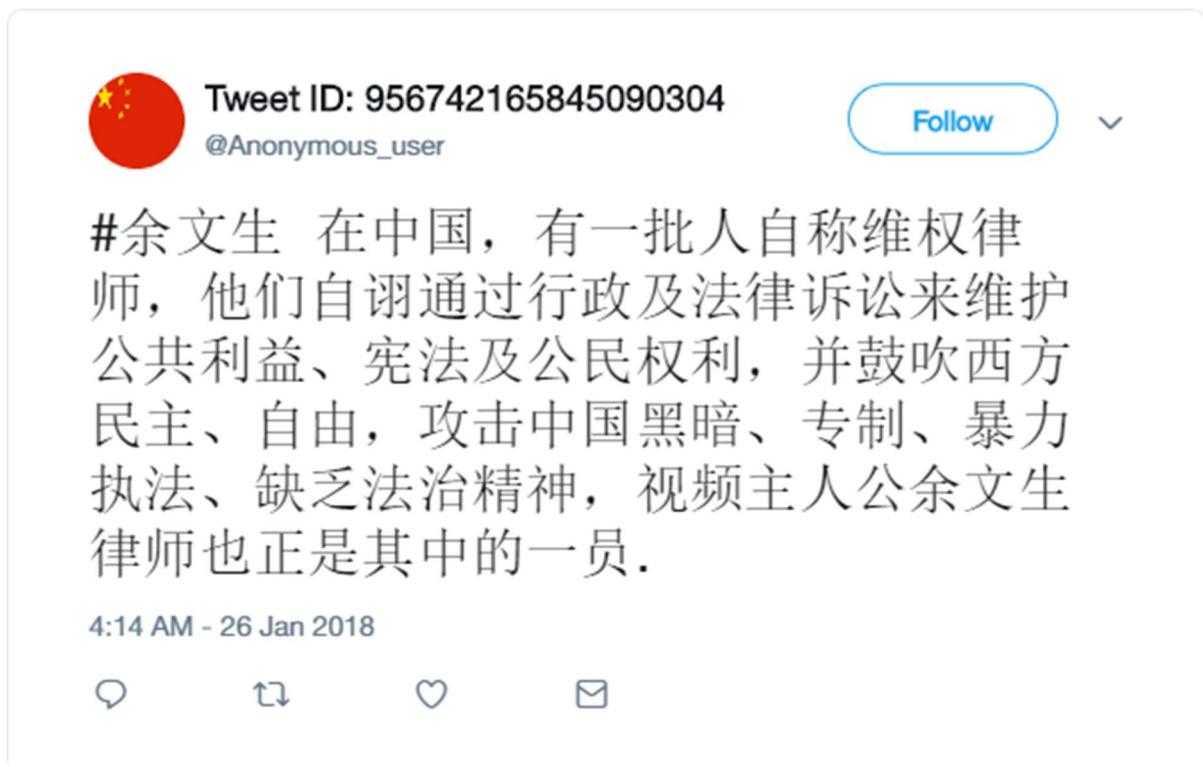 Tweet ID: 956742165845090304
@Anonymous_user
Follow
#余文生 在中国，有一批人自称维权律
师，他们自诩通过行政及法律诉讼来维护
公共利益、宪法及公民权利，并鼓吹西方
民主、自由，攻击中国黑暗、专制、暴力
执法、缺乏法治精神，视频主人公余文生
律师也正是其中的一员.
4:14 AM - 26 Jan 2018